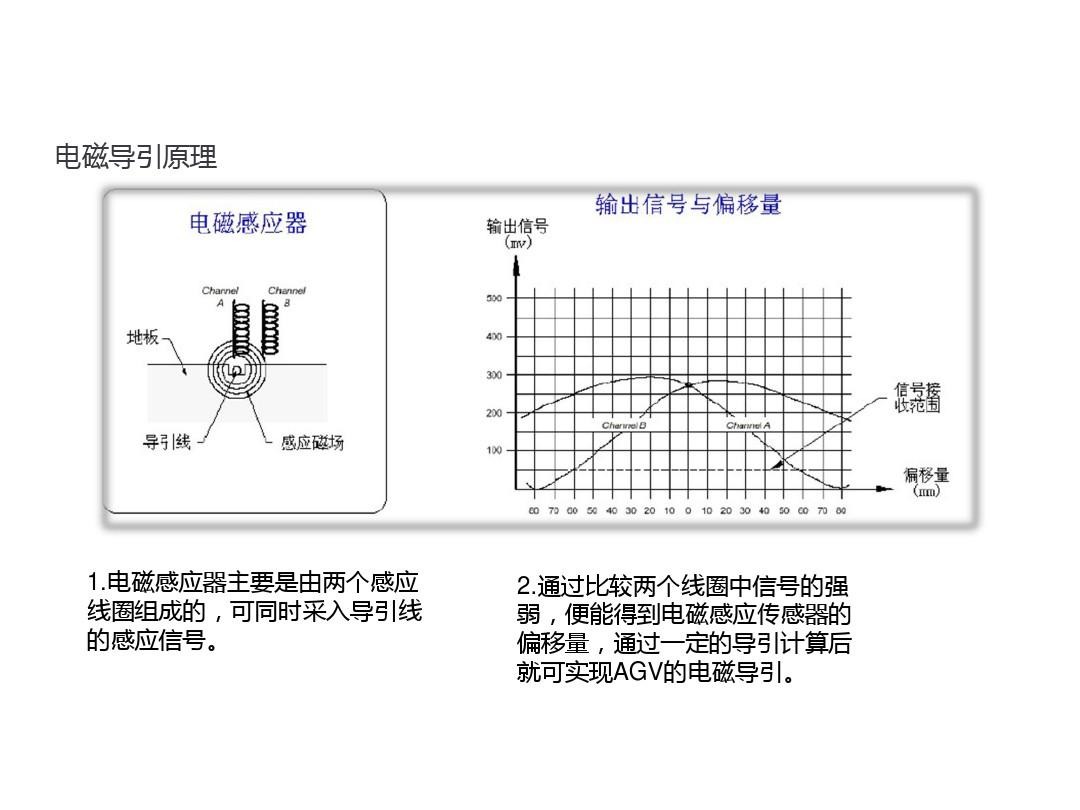 电磁导引原理
电磁感应器
Channel
A
Channel
B
地板
导引线
感应磁场
输出信号与偏移量
输出信号
(mv)
500
400
300
200
100
Channel B
Channel A
信号接
收范围
偏移量
(mm)
80 70 60 50 40 30 20 10 0 10 20 30 40 50 60 70 80
1.电磁感应器主要是由两个感应
线圈组成的，可同时采入导引线
的感应信号。
2.通过比较两个线圈中信号的强
弱，便能得到电磁感应传感器的
偏移量，通过一定的导引计算后
就可实现AGV的电磁导引。